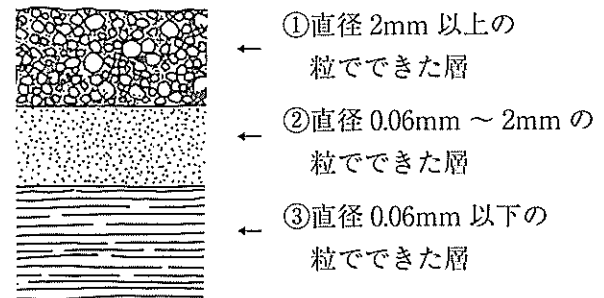 ①直径 2mm 以上の
粒でできた層
②直径 0.06mm ～ 2mm の
粒でできた層
③直径 0.06mm 以下の
粒でできた層